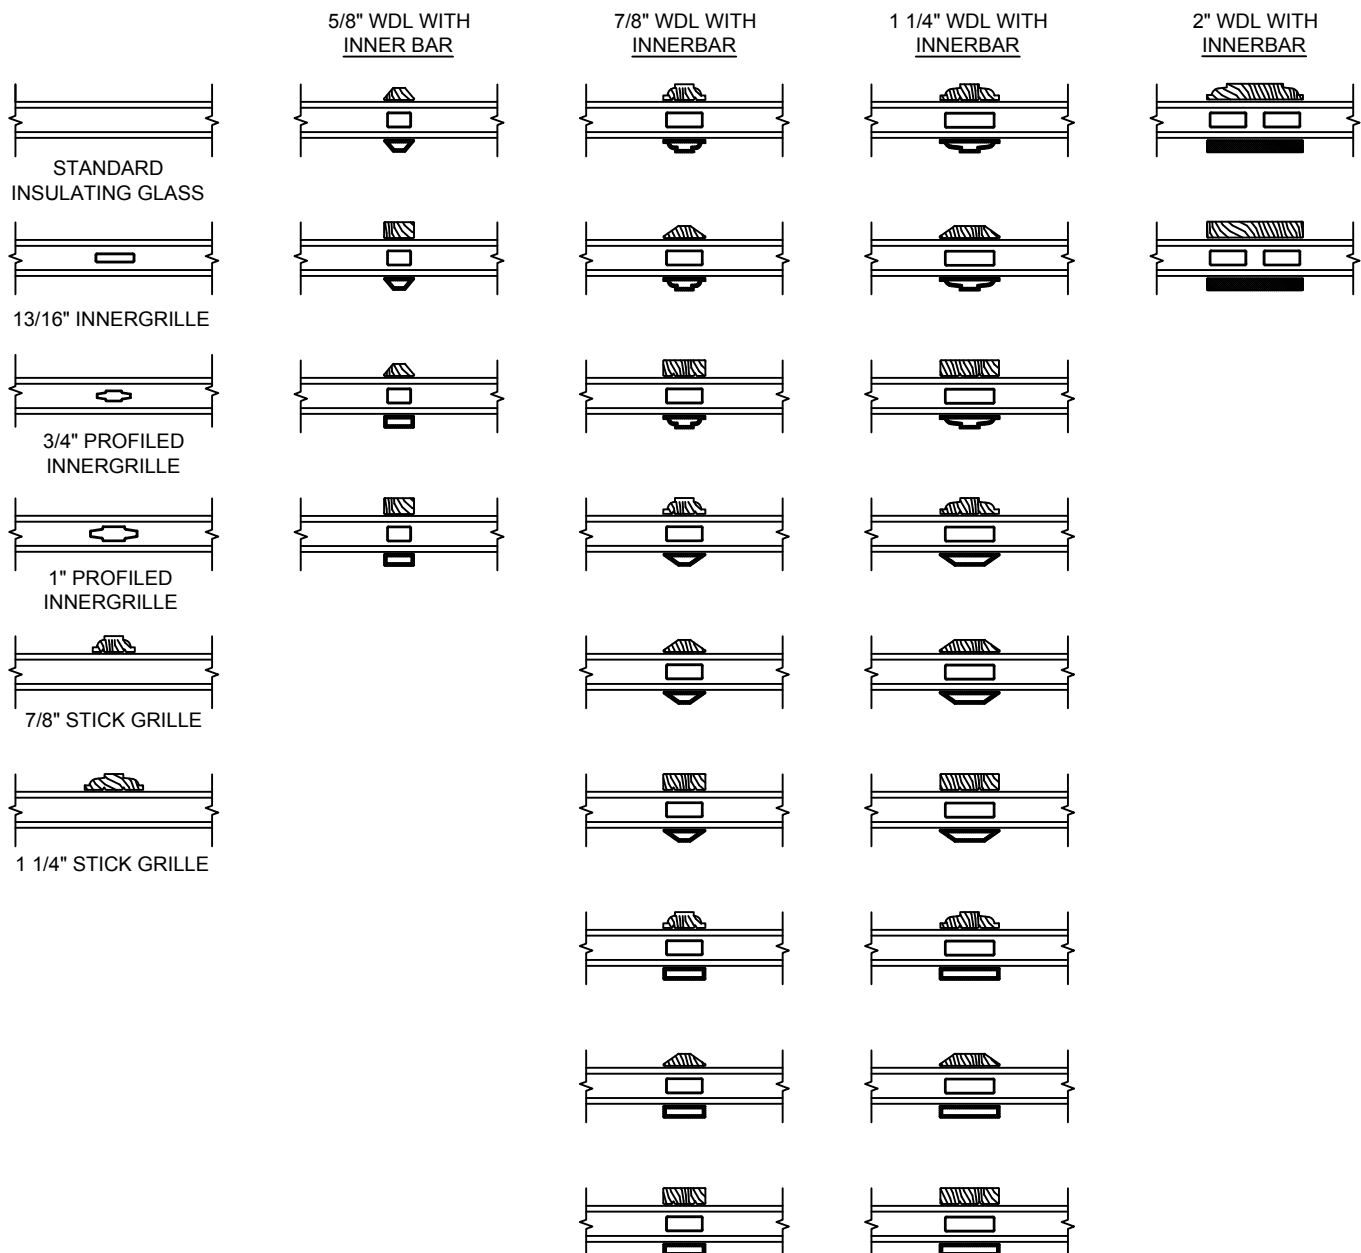 5/8" WDL WITH
INNER BAR
7/8" WDL WITH
INNERBAR
1 1/4" WDL WITH
INNERBAR
2" WDL WITH
INNERBAR
STANDARD
INSULATING GLASS
13/16" INNERGRILLE
3/4" PROFILED
INNERGRILLE
1" PROFILED
INNERGRILLE
7/8" STICK GRILLE
1 1/4" STICK GRILLE